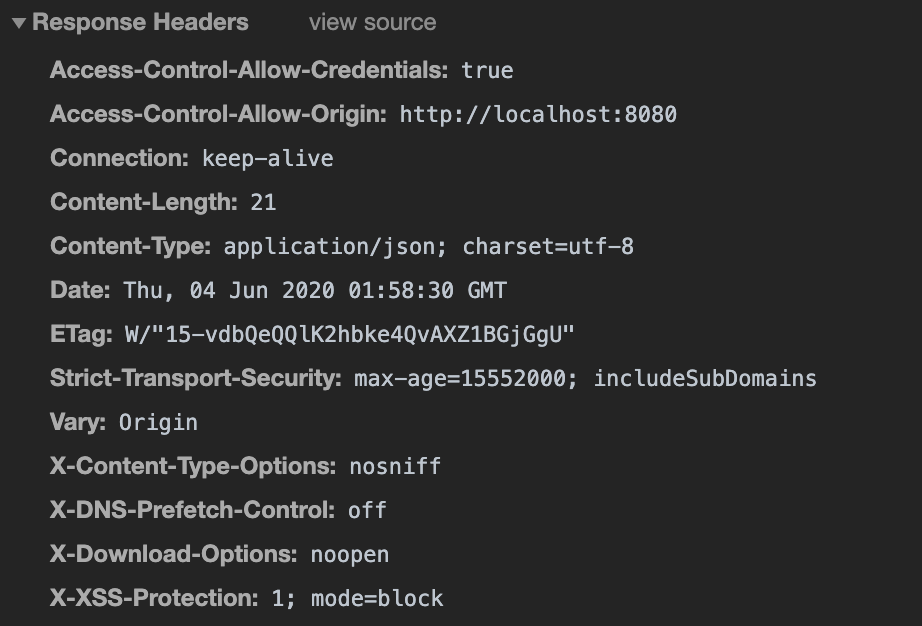 Response Headers view source
Access-Control-Allow-Credentials: true
Access-Control-Allow-Origin: http://localhost:8080
Connection: keep-alive
Content-Length: 21
Content-Type: application/json; charset=utf-8
Date: Thu, 04 Jun 2020 01:58:30 GMT
ETag: W/"15-vdbQeQQlK2hbke4QvAXZ1BGjGgU"
Strict-Transport-Security: max-age=15552000; includeSubDomains
Vary: Origin
X-Content-Type-Options: nosniff
X-DNS-Prefetch-Control: off
X-Download-Options: noopen
X-XSS-Protection: 1; mode=block